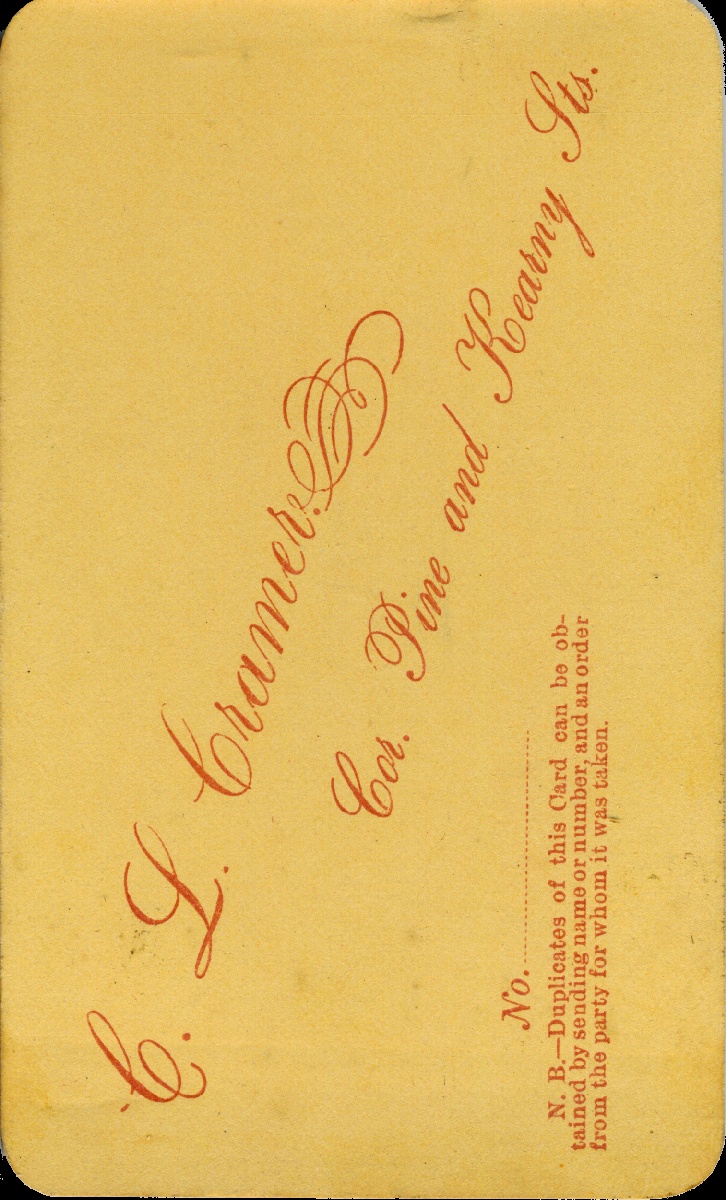 C. L. Cramer.
Cor. Pine and Kearny Sts.
No.
N. B.—Duplicates of this Card can be ob-
tained by sending name or number, and an order
from the party for whom it was taken.